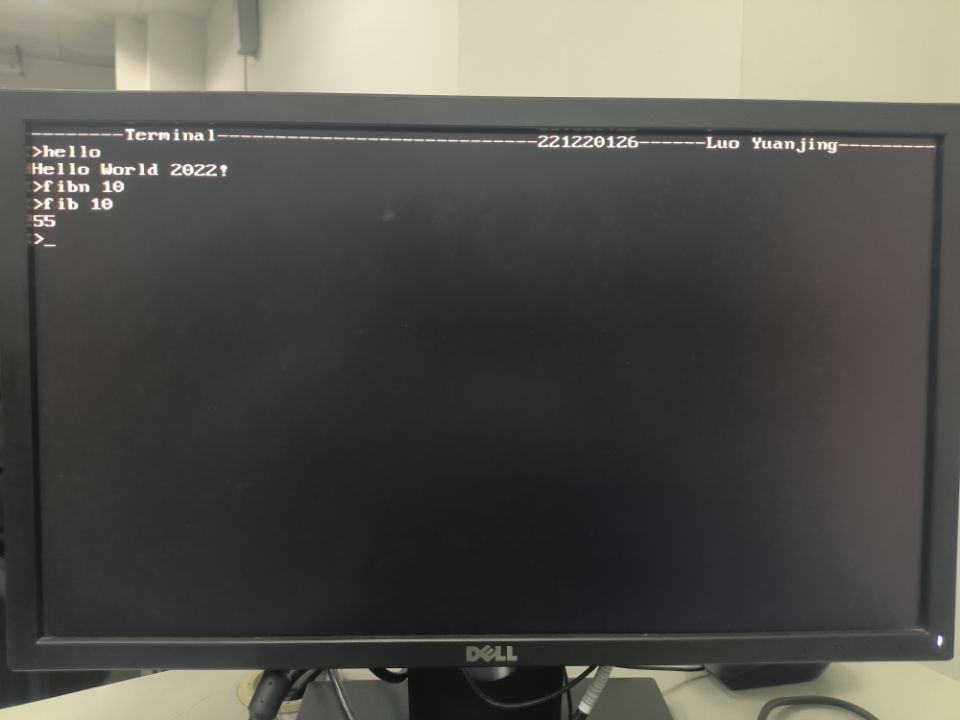 ---------Terminal-------------------------------221220126------Luo Yuanjing---------
>hello
Hello World 2022!
>fibn 10
>fib 10
55
>_
DELL